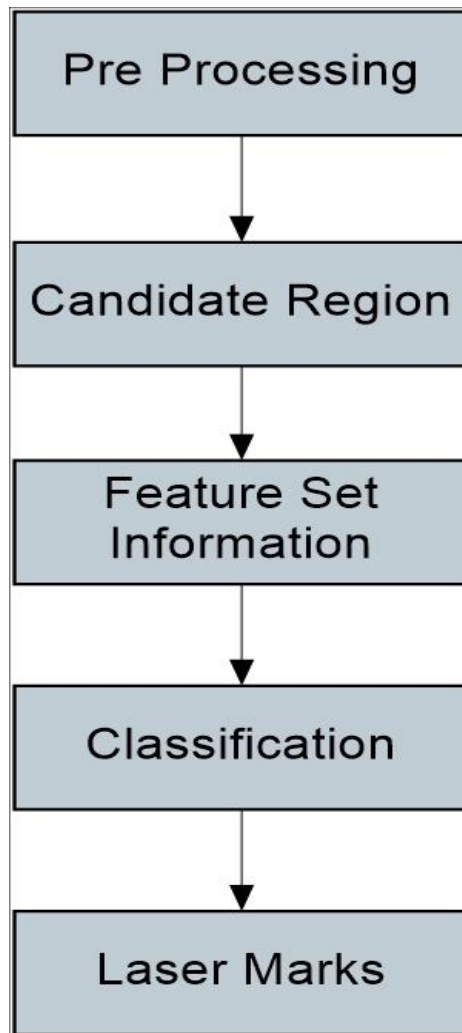 Pre Processing
Candidate Region
Feature Set
Information
Classification
Laser Marks